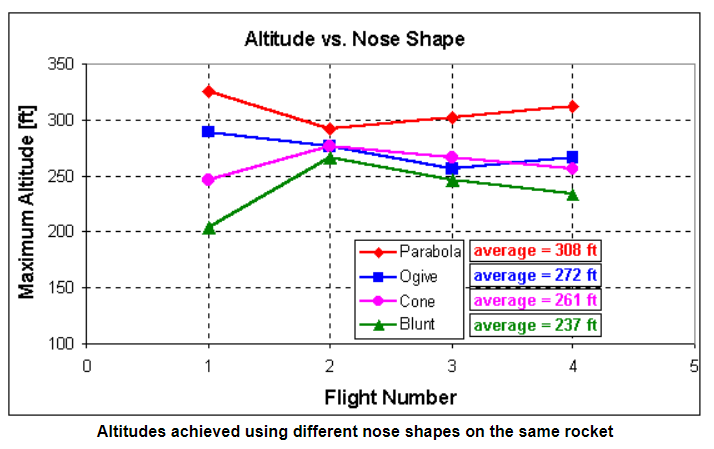 Altitude vs. Nose Shape
350
300
250
200
150
100
Maximum Altitude [ft]
Parabola average = 308 ft
Ogive average = 272 ft
Cone average = 261 ft
Blunt average = 237 ft
0 1 2 3 4 5
Flight Number
Altitudes achieved using different nose shapes on the same rocket